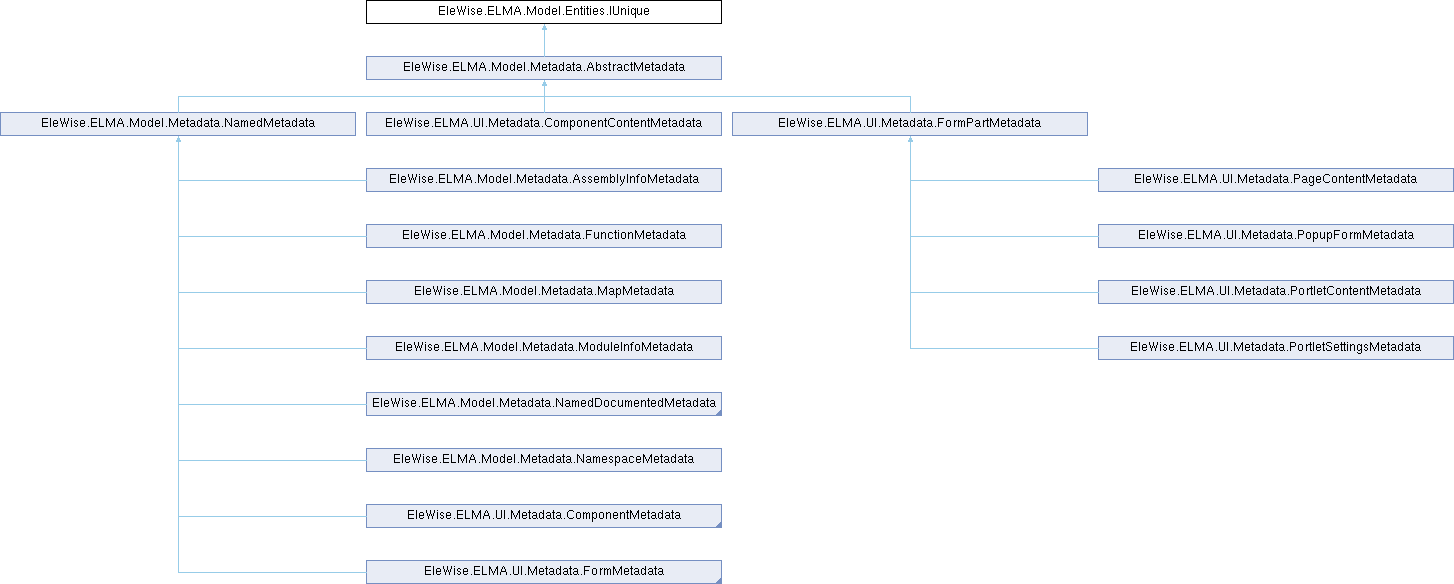 EleWise.ELMA.Model.Entities.IUnique
EleWise.ELMA.Model.Metadata.AbstractMetadata
EleWise.ELMA.Model.Metadata.NamedMetadata
EleWise.ELMA.UI.Metadata.ComponentContentMetadata
EleWise.ELMA.UI.Metadata.FormPartMetadata
EleWise.ELMA.Model.Metadata.AssemblyInfoMetadata
EleWise.ELMA.UI.Metadata.PageContentMetadata
EleWise.ELMA.Model.Metadata.FunctionMetadata
EleWise.ELMA.UI.Metadata.PopupFormMetadata
EleWise.ELMA.Model.Metadata.MapMetadata
EleWise.ELMA.UI.Metadata.PortletContentMetadata
EleWise.ELMA.Model.Metadata.ModuleInfoMetadata
EleWise.ELMA.UI.Metadata.PortletSettingsMetadata
EleWise.ELMA.Model.Metadata.NamedDocumentedMetadata
EleWise.ELMA.Model.Metadata.NamespaceMetadata
EleWise.ELMA.UI.Metadata.ComponentMetadata
EleWise.ELMA.UI.Metadata.FormMetadata